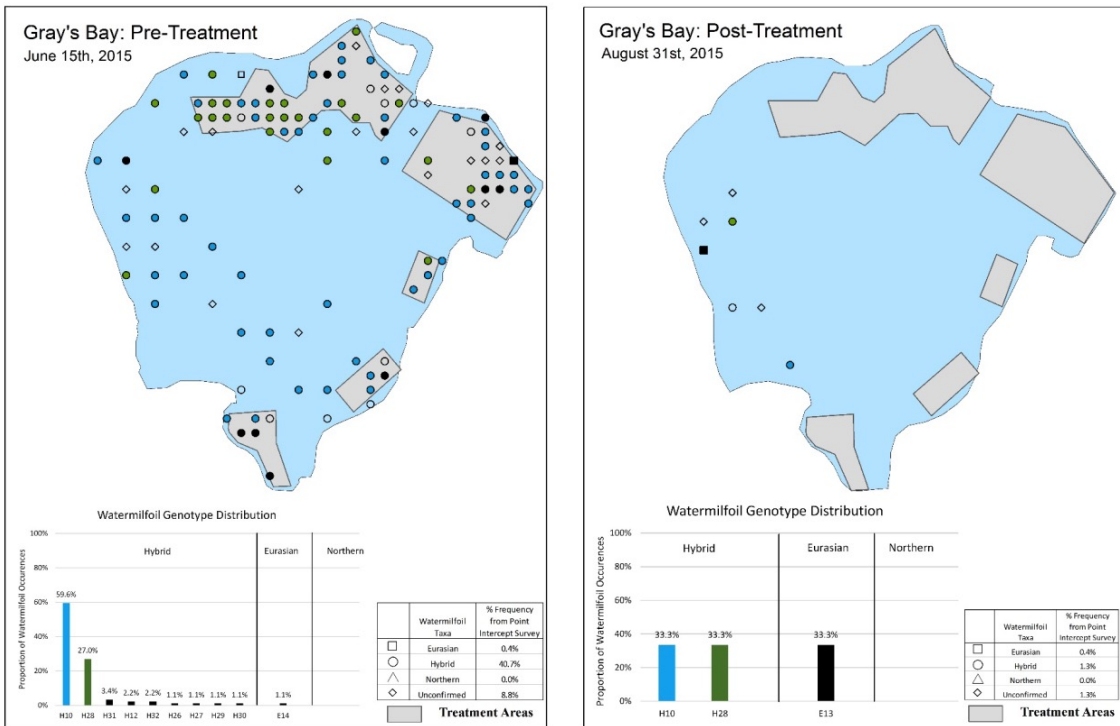 Gray's Bay: Pre-Treatment
June 15th, 2015
Watermilfoil Genotype Distribution
Proportion of Watermilfoil Occurences
100%
80%
60%
40%
20%
0%
Hybrid
Eurasian
Northern
59.6%
27.0%
3.4%
2.2%
2.2%
1.1%
1.1%
1.1%
1.1%
1.1%
H10 H28 H31 H12 H32 H26 H27 H29 H30 E14
Watermilfoil
Taxa
% Frequency
from Point
Intercept Survey
Eurasian 0.4%
Hybrid 40.7%
Northern 0.0%
Unconfirmed 8.8%
Treatment Areas
Gray's Bay: Post-Treatment
August 31st, 2015
Watermilfoil Genotype Distribution
Proportion of Watermilfoil Occurences
100%
80%
60%
40%
20%
0%
Hybrid
Eurasian
Northern
33.3%
33.3%
33.3%
H10 H28 E13
Watermilfoil
Taxa
% Frequency
from Point
Intercept Survey
Eurasian 0.4%
Hybrid 1.3%
Northern 0.0%
Unconfirmed 1.3%
Treatment Areas